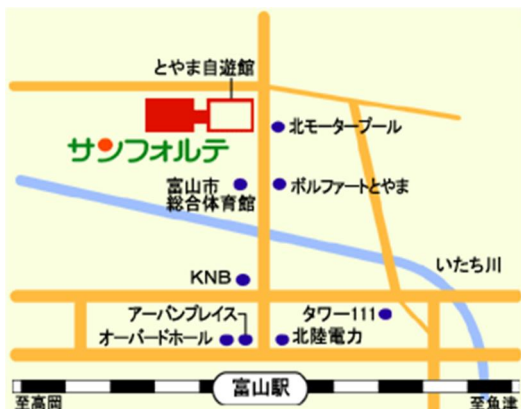 とやま自遊館
北モータープール
サンフォルテ
富山市
総合体育館
ボルファートとやま
いたち川
KNB
アーバンプレイス
タワー111
オーバードホール
北陸電力
富山駅
至高岡
至魚津